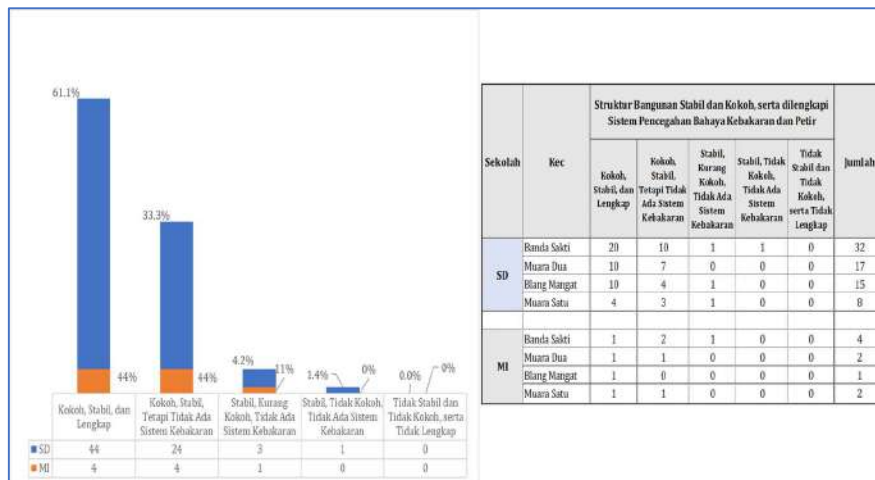 61.1%
33.3%
4.2%
1.4%
0%
0.0%
0%
44%
44%
11%
Kokoh, Stabil, dan
Lengkap
Kokoh, Stabil,
Tetapi Tidak Ada
Sistem Kebakaran
Stabil, Kurang
Kokoh, Tidak Ada
Sistem Kebakaran
Stabil, Tidak Kokoh,
Tidak Ada Sistem
Kebakaran
Tidak Stabil dan
Tidak Kokoh, serta
Tidak Lengkap
SD 44 24 3 1 0
MI 4 4 1 0 0
Sekolah
Kec
Struktur Bangunan Stabil dan Kokoh, serta dilengkapi
Sistem Pencegahan Bahaya Kebakaran dan Petir
Jumlah
Kokoh,
Stabil, dan
Lengkap
Kokoh,
Stabil,
Tetapi Tidak
Ada Sistem
Kebakaran
Stabil,
Kurang
Kokoh,
Tidak Ada
Sistem
Kebakaran
Stabil, Tidak
Kokoh,
Tidak Ada
Sistem
Kebakaran
Tidak
Stabil dan
Tidak
Kokoh,
serta Tidak
Lengkap
SD
Banda Sakti 20 10 1 1 0 32
Muara Dua 10 7 0 0 0 17
Blang Mangat 10 4 1 0 0 15
Muara Satu 4 3 1 0 0 8
MI
Banda Sakti 1 2 1 0 0 4
Muara Dua 1 1 0 0 0 2
Blang Mangat 1 0 0 0 0 1
Muara Satu 1 1 0 0 0 2